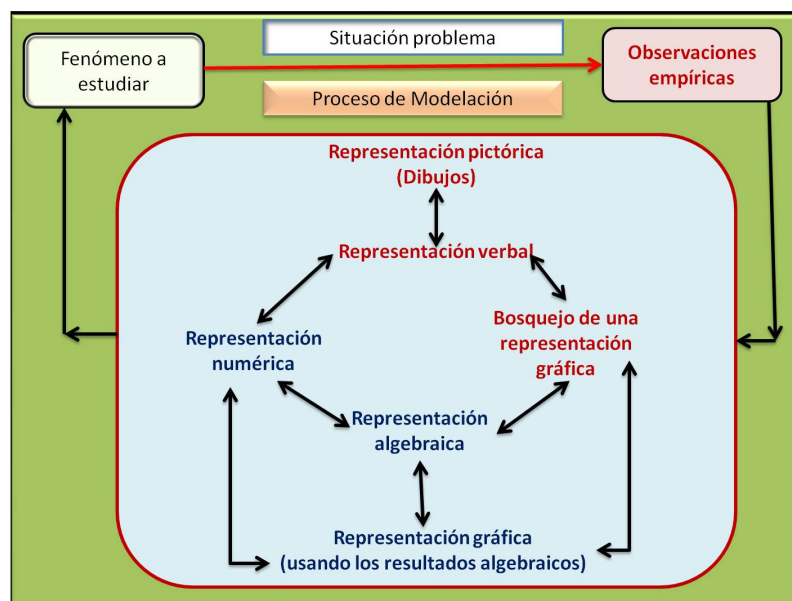 Situación problema
Fenómeno a
estudiar
Observaciones
empíricas
Proceso de Modelación
Representación pictórica
(Dibujos)
Representación verbal
Representación
numérica
Bosquejo de una
representación
gráfica
Representación
algebraica
Representación gráfica
(usando los resultados algebraicos)